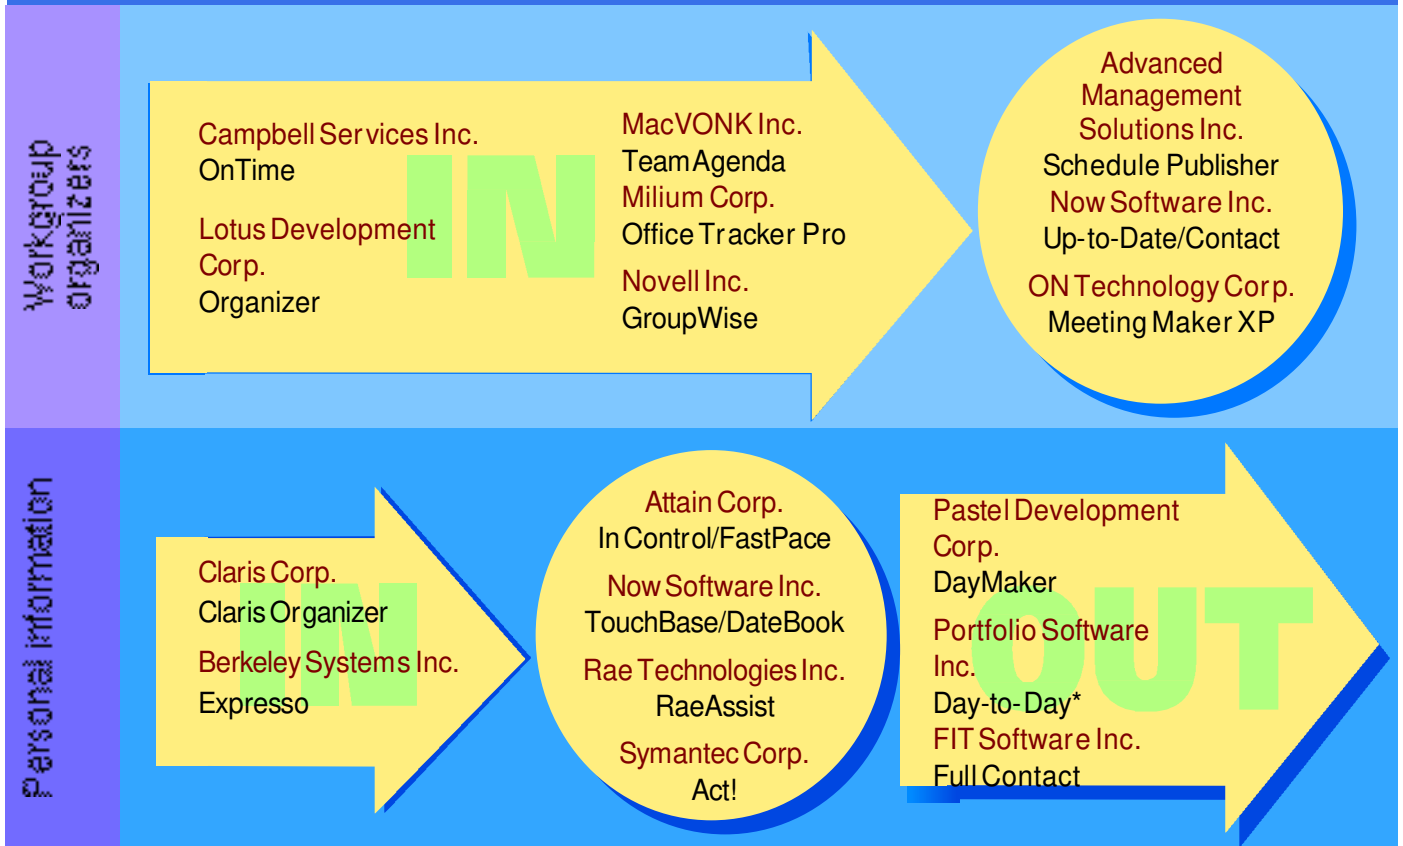 Workgroup
organizers
IN
Campbell Services Inc.
OnTime
Lotus Development
Corp.
Organizer
MacVONK Inc.
TeamAgenda
Milium Corp.
Office Tracker Pro
Novell Inc.
GroupWise
Advanced
Management
Solutions Inc.
Schedule Publisher
Now Software Inc.
Up-to-Date/Contact
ON Technology Corp.
Meeting Maker XP
Personal information
IN
Claris Corp.
Claris Organizer
Berkeley Systems Inc.
Expresso
Attain Corp.
In Control/FastPace
Now Software Inc.
TouchBase/DateBook
Rae Technologies Inc.
RaeAssist
Symantec Corp.
Act!
OUT
Pastel Development
Corp.
DayMaker
Portfolio Software
Inc.
Day-to-Day*
FIT Software Inc.
Full Contact